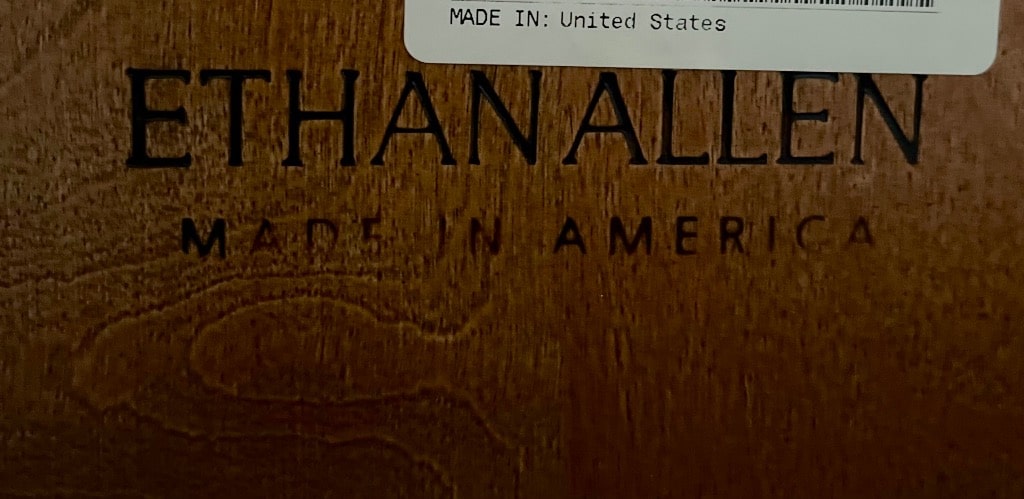 MADE IN: United States
ETHAN ALLEN
MADE IN AMERICA